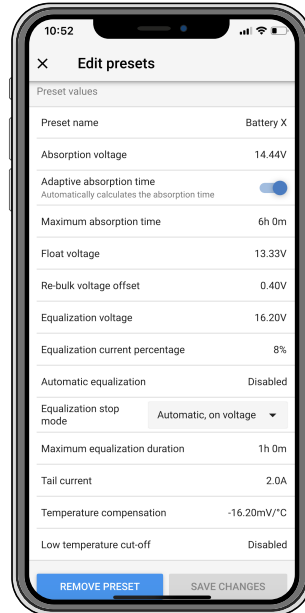 10:52
× Edit presets
Preset values
Preset name Battery X
Absorption voltage 14.44V
Adaptive absorption time
Automatically calculates the absorption time
Maximum absorption time 6h 0m
Float voltage 13.33V
Re-bulk voltage offset 0.40V
Equalization voltage 16.20V
Equalization current percentage 8%
Automatic equalization Disabled
Equalization stop
mode Automatic, on voltage
Maximum equalization duration 1h 0m
Tail current 2.0A
Temperature compensation -16.20mV/°C
Low temperature cut-off Disabled
REMOVE PRESET SAVE CHANGES